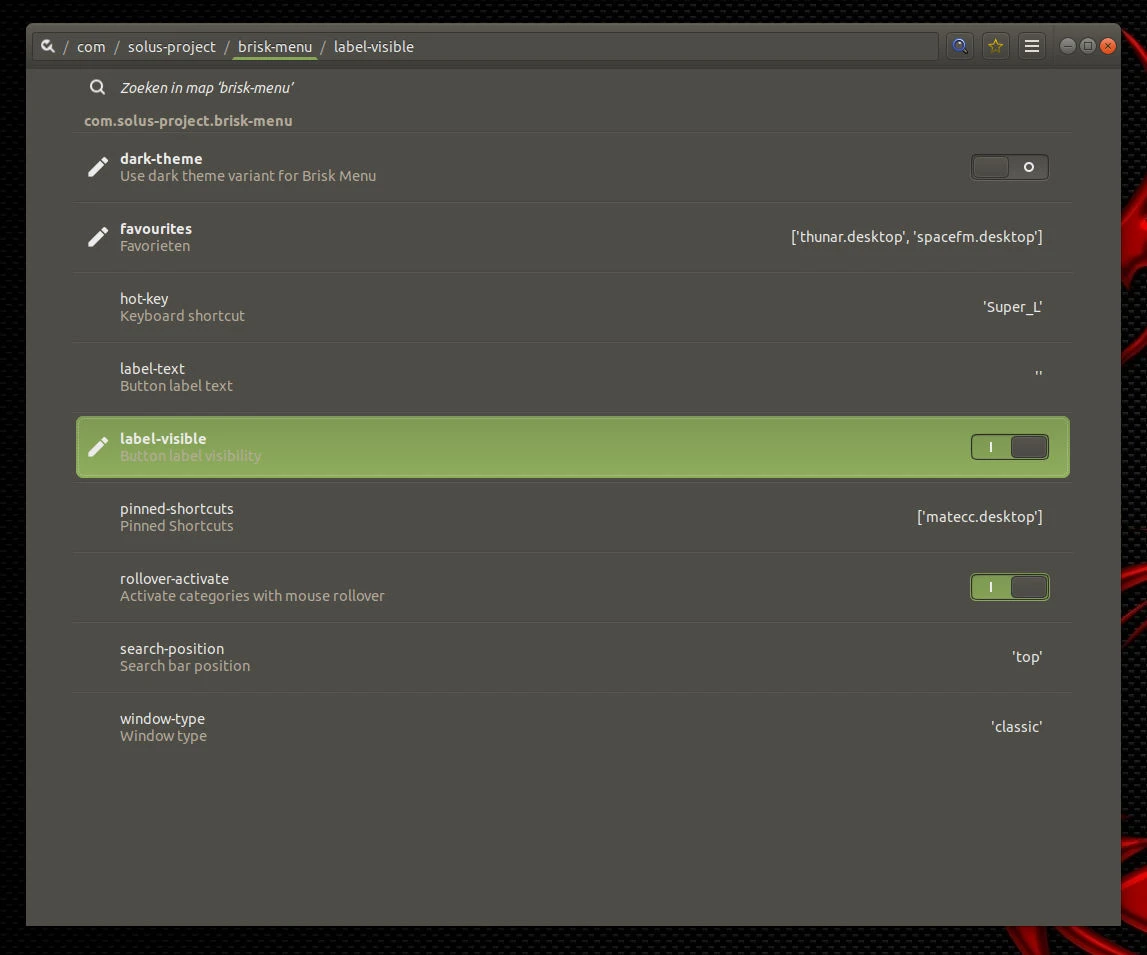 / com / solus-project / brisk-menu / label-visible
Zoeken in map ‘brisk-menu’
com.solus-project.brisk-menu
dark-theme
Use dark theme variant for Brisk Menu
favourites
Favorieten
['thunar.desktop', 'spacefm.desktop']
hot-key
Keyboard shortcut
'Super_L'
label-text
Button label text
''
label-visible
Button label visibility
pinned-shortcuts
Pinned Shortcuts
['matecc.desktop']
rollover-activate
Activate categories with mouse rollover
search-position
Search bar position
'top'
window-type
Window type
'classic'